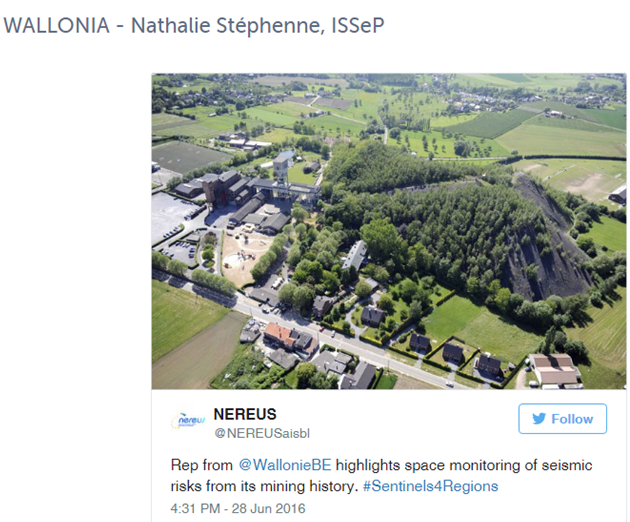 WALLONIA - Nathalie Stéphenne, ISSeP
nereus
NEREUS
@NEREUSaisbl
Follow
Rep from @WallonieBE highlights space monitoring of seismic
risks from its mining history. #Sentinels4Regions
4:31 PM - 28 Jun 2016